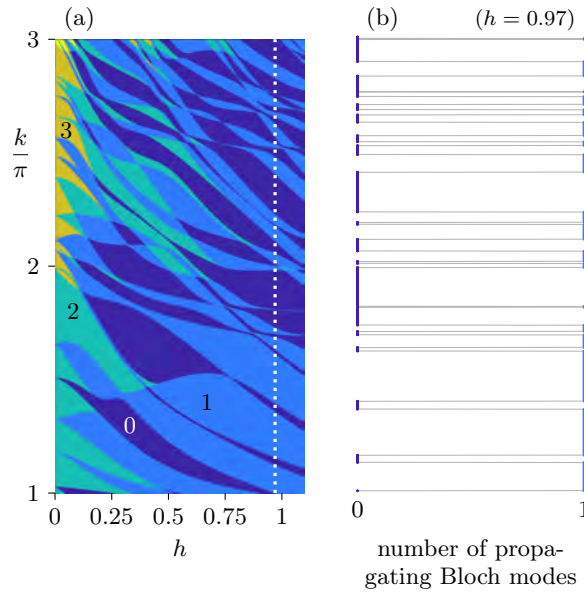 (a)
(b)
(h = 0.97)
3
k/π
2
1
3
2
1
0
0
0.25
0.5
0.75
1
h
0
1
number of propa-
gating Bloch modes